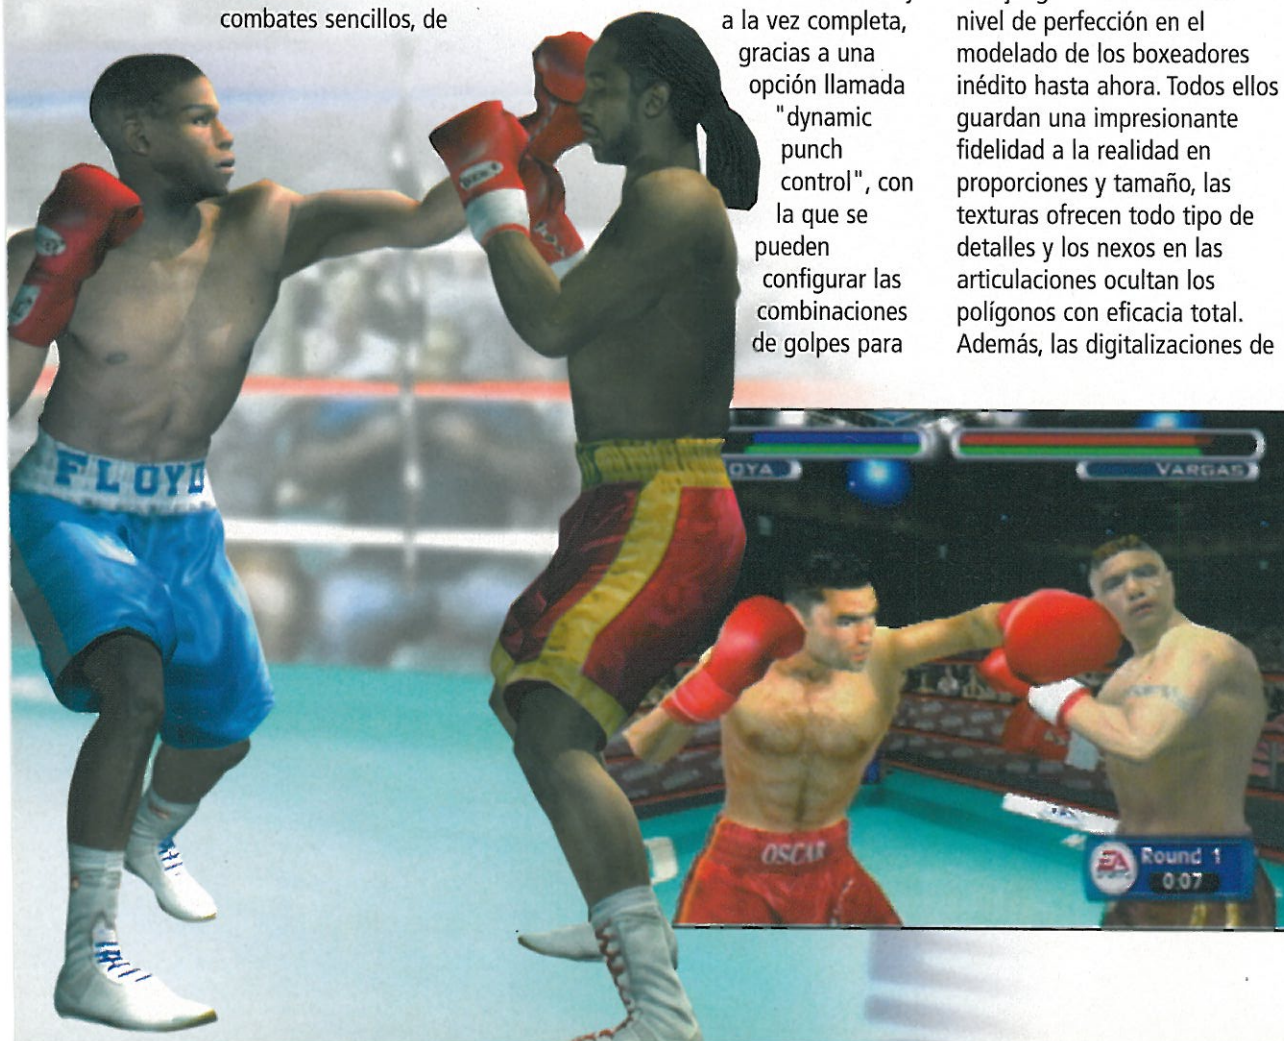 combates sencillos, de
a la vez completa,
gracias a una
opción llamada
"dynamic
punch
control", con
la que se
pueden
configurar las
combinaciones
de golpes para
nivel de perfección en el
modelado de los boxeadores
inédito hasta ahora. Todos ellos
guardan una impresionante
fidelidad a la realidad en
proporciones y tamaño, las
texturas ofrecen todo tipo de
detalles y los nexos en las
articulaciones ocultan los
polígonos con eficacia total.
Además, las digitalizaciones de
FLOYD
OYA
VARGAS
OSCAR
EA
Round 1
0:07